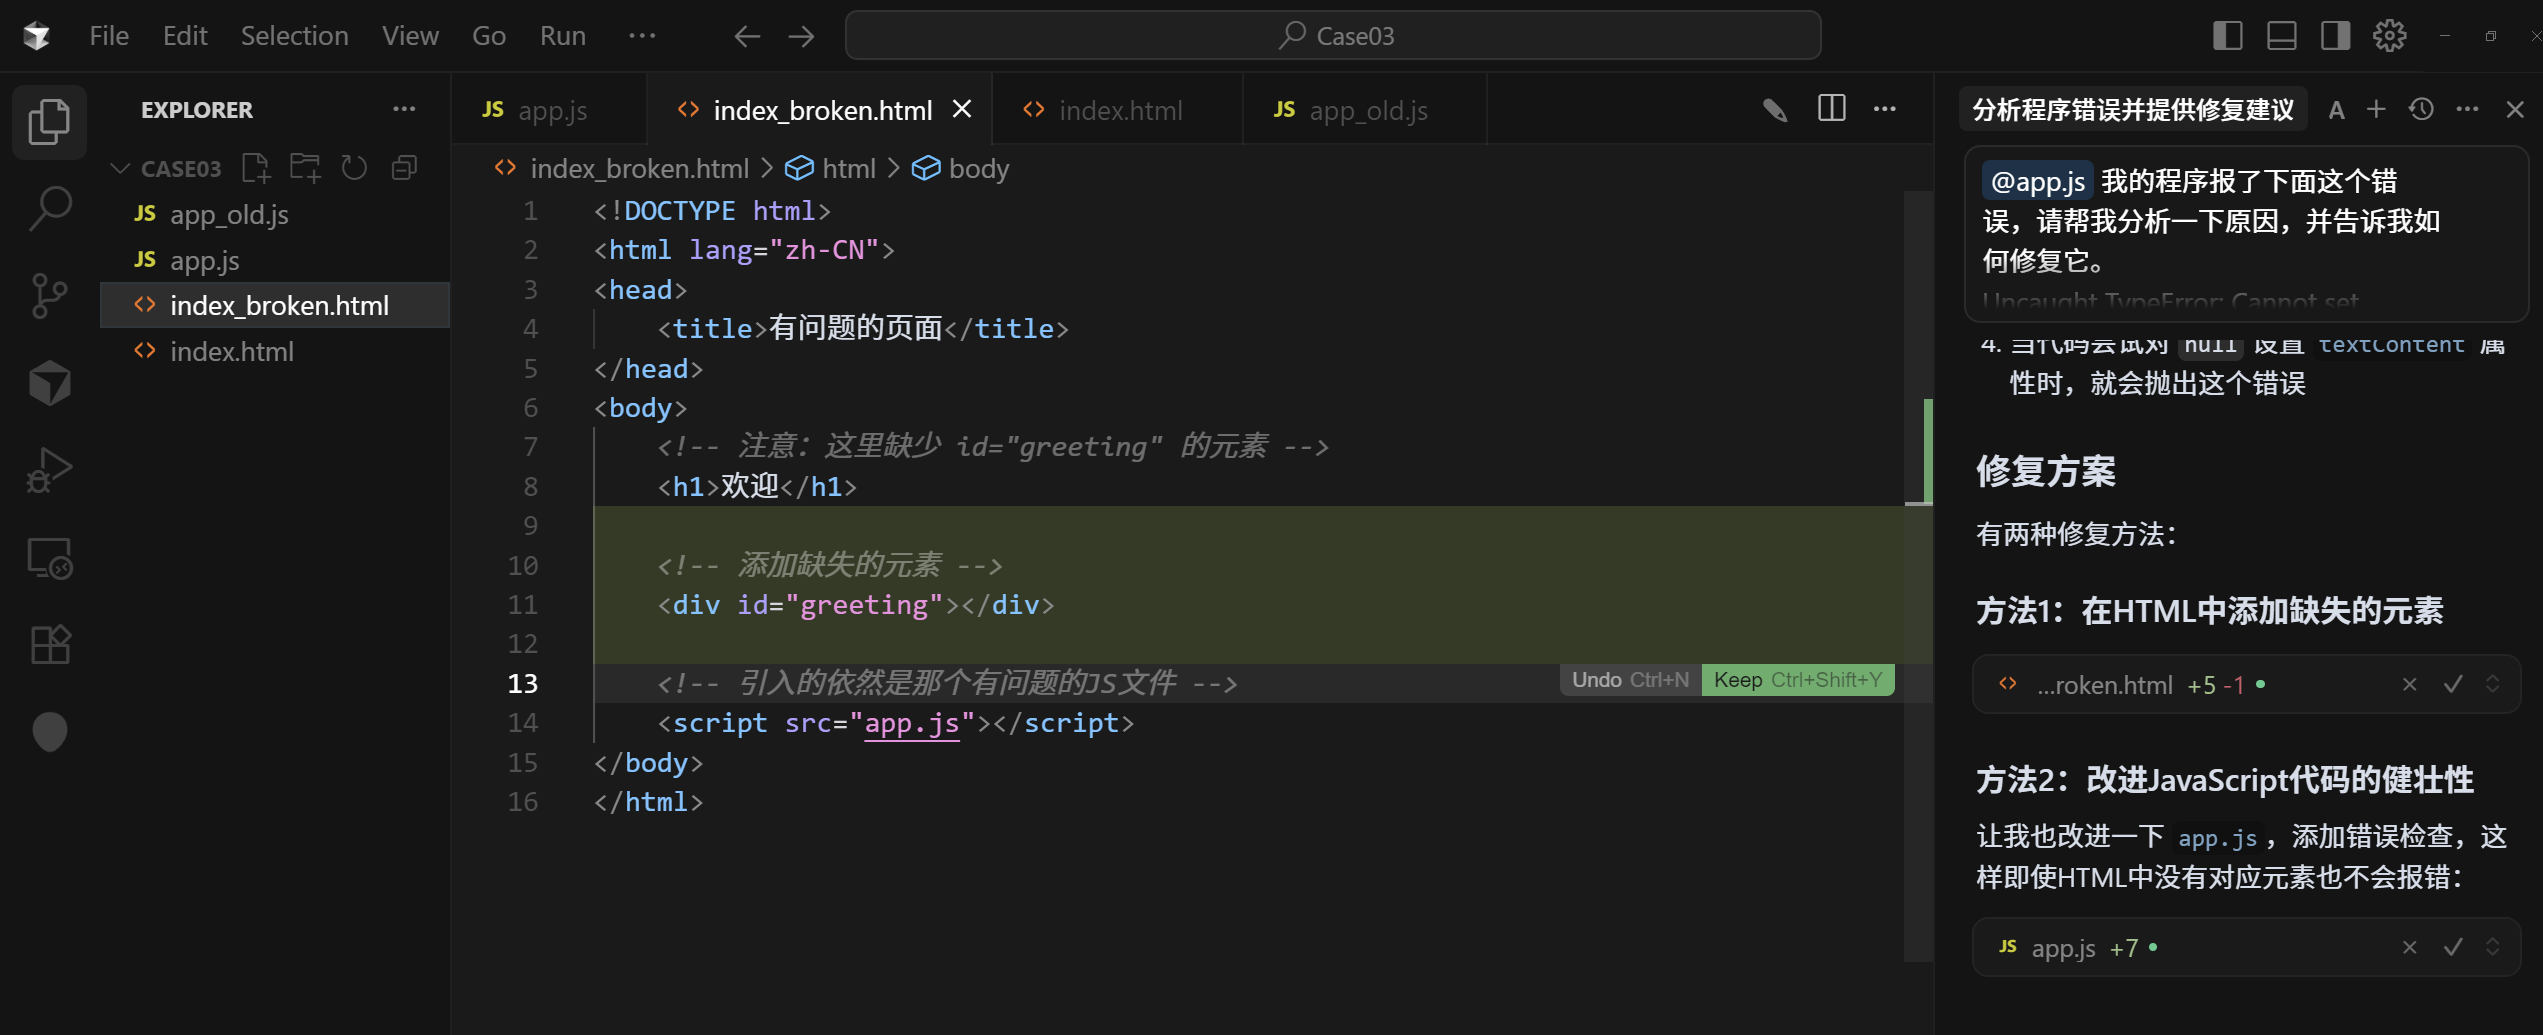 File Edit Selection View Go Run ···
Case03
EXPLORER ···
CASE03
JS app_old.js
JS app.js
<> index_broken.html
<> index.html
JS app.js
<> index_broken.html
<> index.html
JS app_old.js
<> index_broken.html > html > body
1 <!DOCTYPE html>
2 <html lang="zh-CN">
3 <head>
4 <title>有问题的页面</title>
5 </head>
6 <body>
7 <!-- 注意：这里缺少 id="greeting" 的元素 -->
8 <h1>欢迎</h1>
9
10 <!-- 添加缺失的元素 -->
11 <div id="greeting"></div>
12
13 <!-- 引入的依然是那个有问题的JS文件 -->
Undo Ctrl+N Keep Ctrl+Shift+Y
14 <script src="app.js"></script>
15 </body>
16 </html>
分析程序错误并提供修复建议 A
@app.js 我的程序报了下面这个错
误，请帮我分析一下原因，并告诉我如
何修复它。
Uncaught TypeError: Cannot set
4. 当代码尝试对 null 设置 textContent 属
性时，就会抛出这个错误
修复方案
有两种修复方法：
方法1：在HTML中添加缺失的元素
<> ...roken.html +5 -1
方法2：改进JavaScript代码的健壮性
让我也改进一下 app.js，添加错误检查，这
样即使HTML中没有对应元素也不会报错：
JS app.js +7